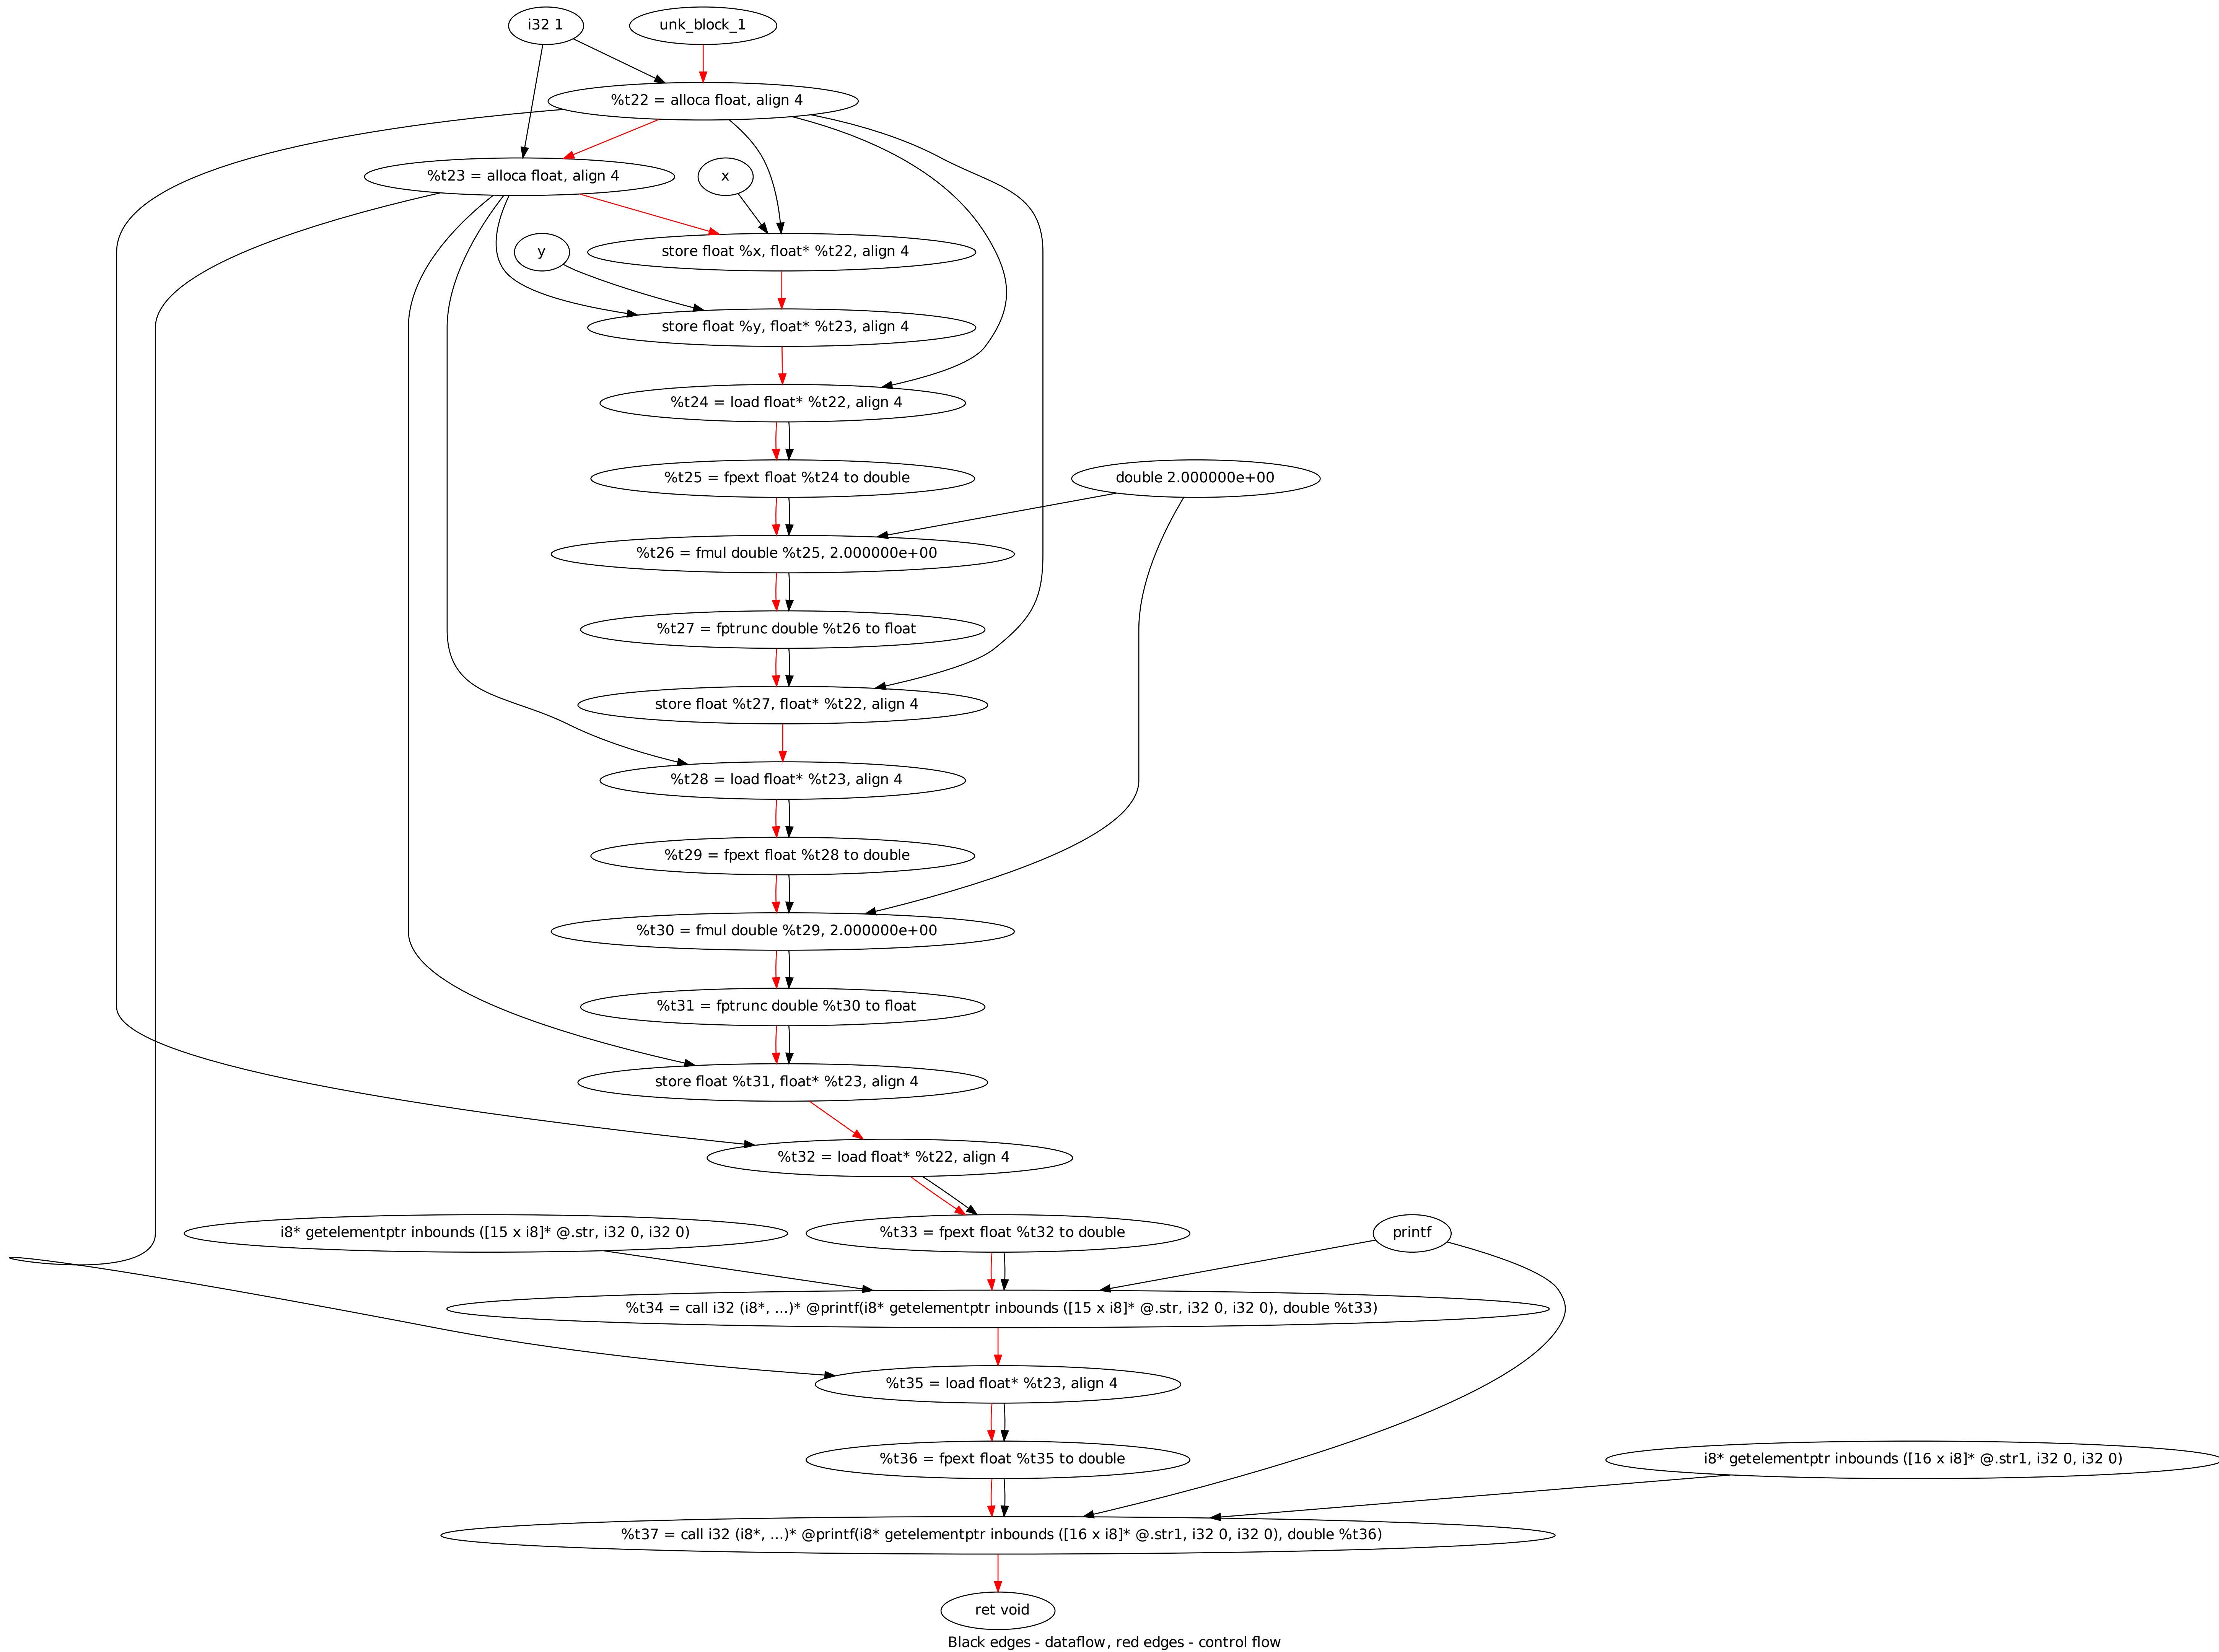 i32 1
unk_block_1
%t22 = alloca float, align 4
%t23 = alloca float, align 4
x
store float %x, float* %t22, align 4
y
store float %y, float* %t23, align 4
%t24 = load float* %t22, align 4
%t25 = fpext float %t24 to double
double 2.000000e+00
%t26 = fmul double %t25, 2.000000e+00
%t27 = fptrunc double %t26 to float
store float %t27, float* %t22, align 4
%t28 = load float* %t23, align 4
%t29 = fpext float %t28 to double
%t30 = fmul double %t29, 2.000000e+00
%t31 = fptrunc double %t30 to float
store float %t31, float* %t23, align 4
%t32 = load float* %t22, align 4
i8* getelementptr inbounds ([15 x i8]* @.str, i32 0, i32 0)
%t33 = fpext float %t32 to double
printf
%t34 = call i32 (i8*, ...)* @printf(i8* getelementptr inbounds ([15 x i8]* @.str, i32 0, i32 0), double %t33)
%t35 = load float* %t23, align 4
%t36 = fpext float %t35 to double
i8* getelementptr inbounds ([16 x i8]* @.str1, i32 0, i32 0)
%t37 = call i32 (i8*, ...)* @printf(i8* getelementptr inbounds ([16 x i8]* @.str1, i32 0, i32 0), double %t36)
ret void
Black edges - dataflow, red edges - control flow